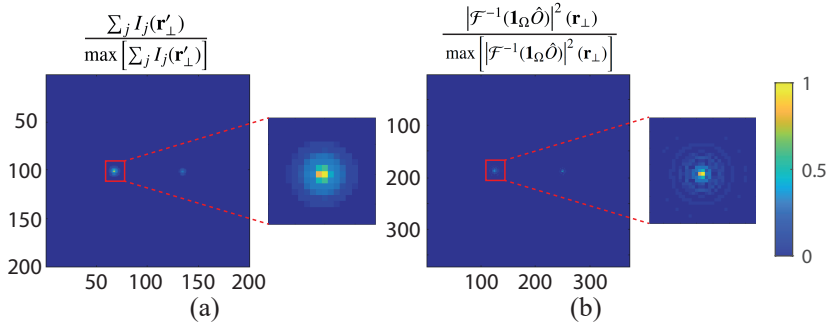 ∑_j I_j(r′_⊥)
max [∑_j I_j(r′_⊥)]
50
100
150
200
50 100 150 200
(a)
|ℱ^{-1}(1_Ω Ô)|^2 (r_⊥)
max [|ℱ^{-1}(1_Ω Ô)|^2 (r_⊥)]
100
200
300
100 300
(b)
1
0.5
0